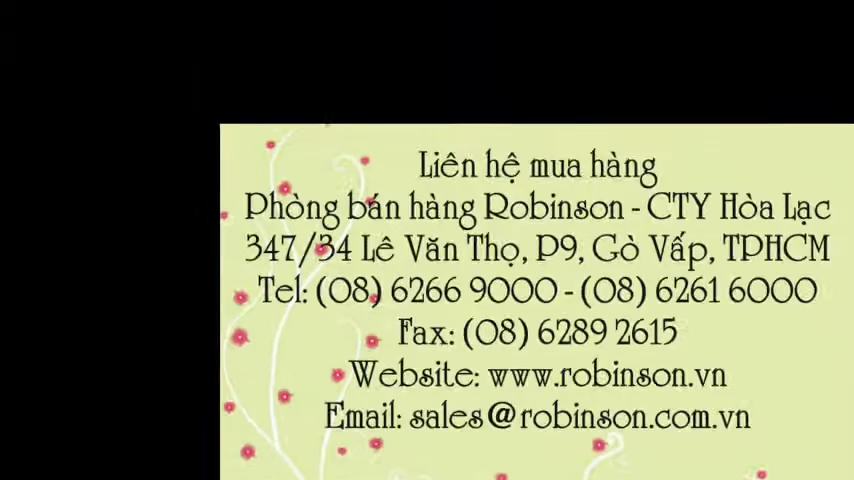 Liên hệ mua hàng
Phòng bán hàng Robinson - CTY Hòa Lạc
347/34 Lê Văn Thọ, P9, Gò Vấp, TPHCM
Tel: (08) 6266 9000 - (08) 6261 6000
Fax: (08) 6289 2615
Website: www.robinson.vn
Email: sales@robinson.com.vn